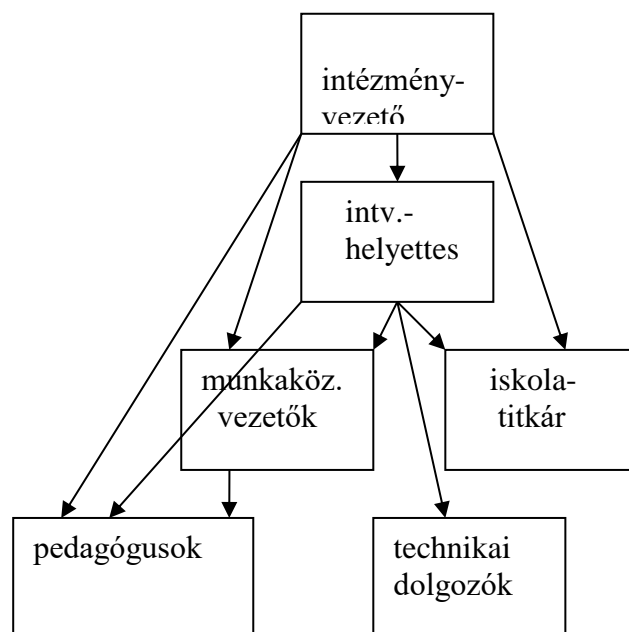 intézmény-
vezető
intv.-
helyettes
munkaköz.
vezetők
iskola-
titkár
pedagógusok
technikai
dolgozók